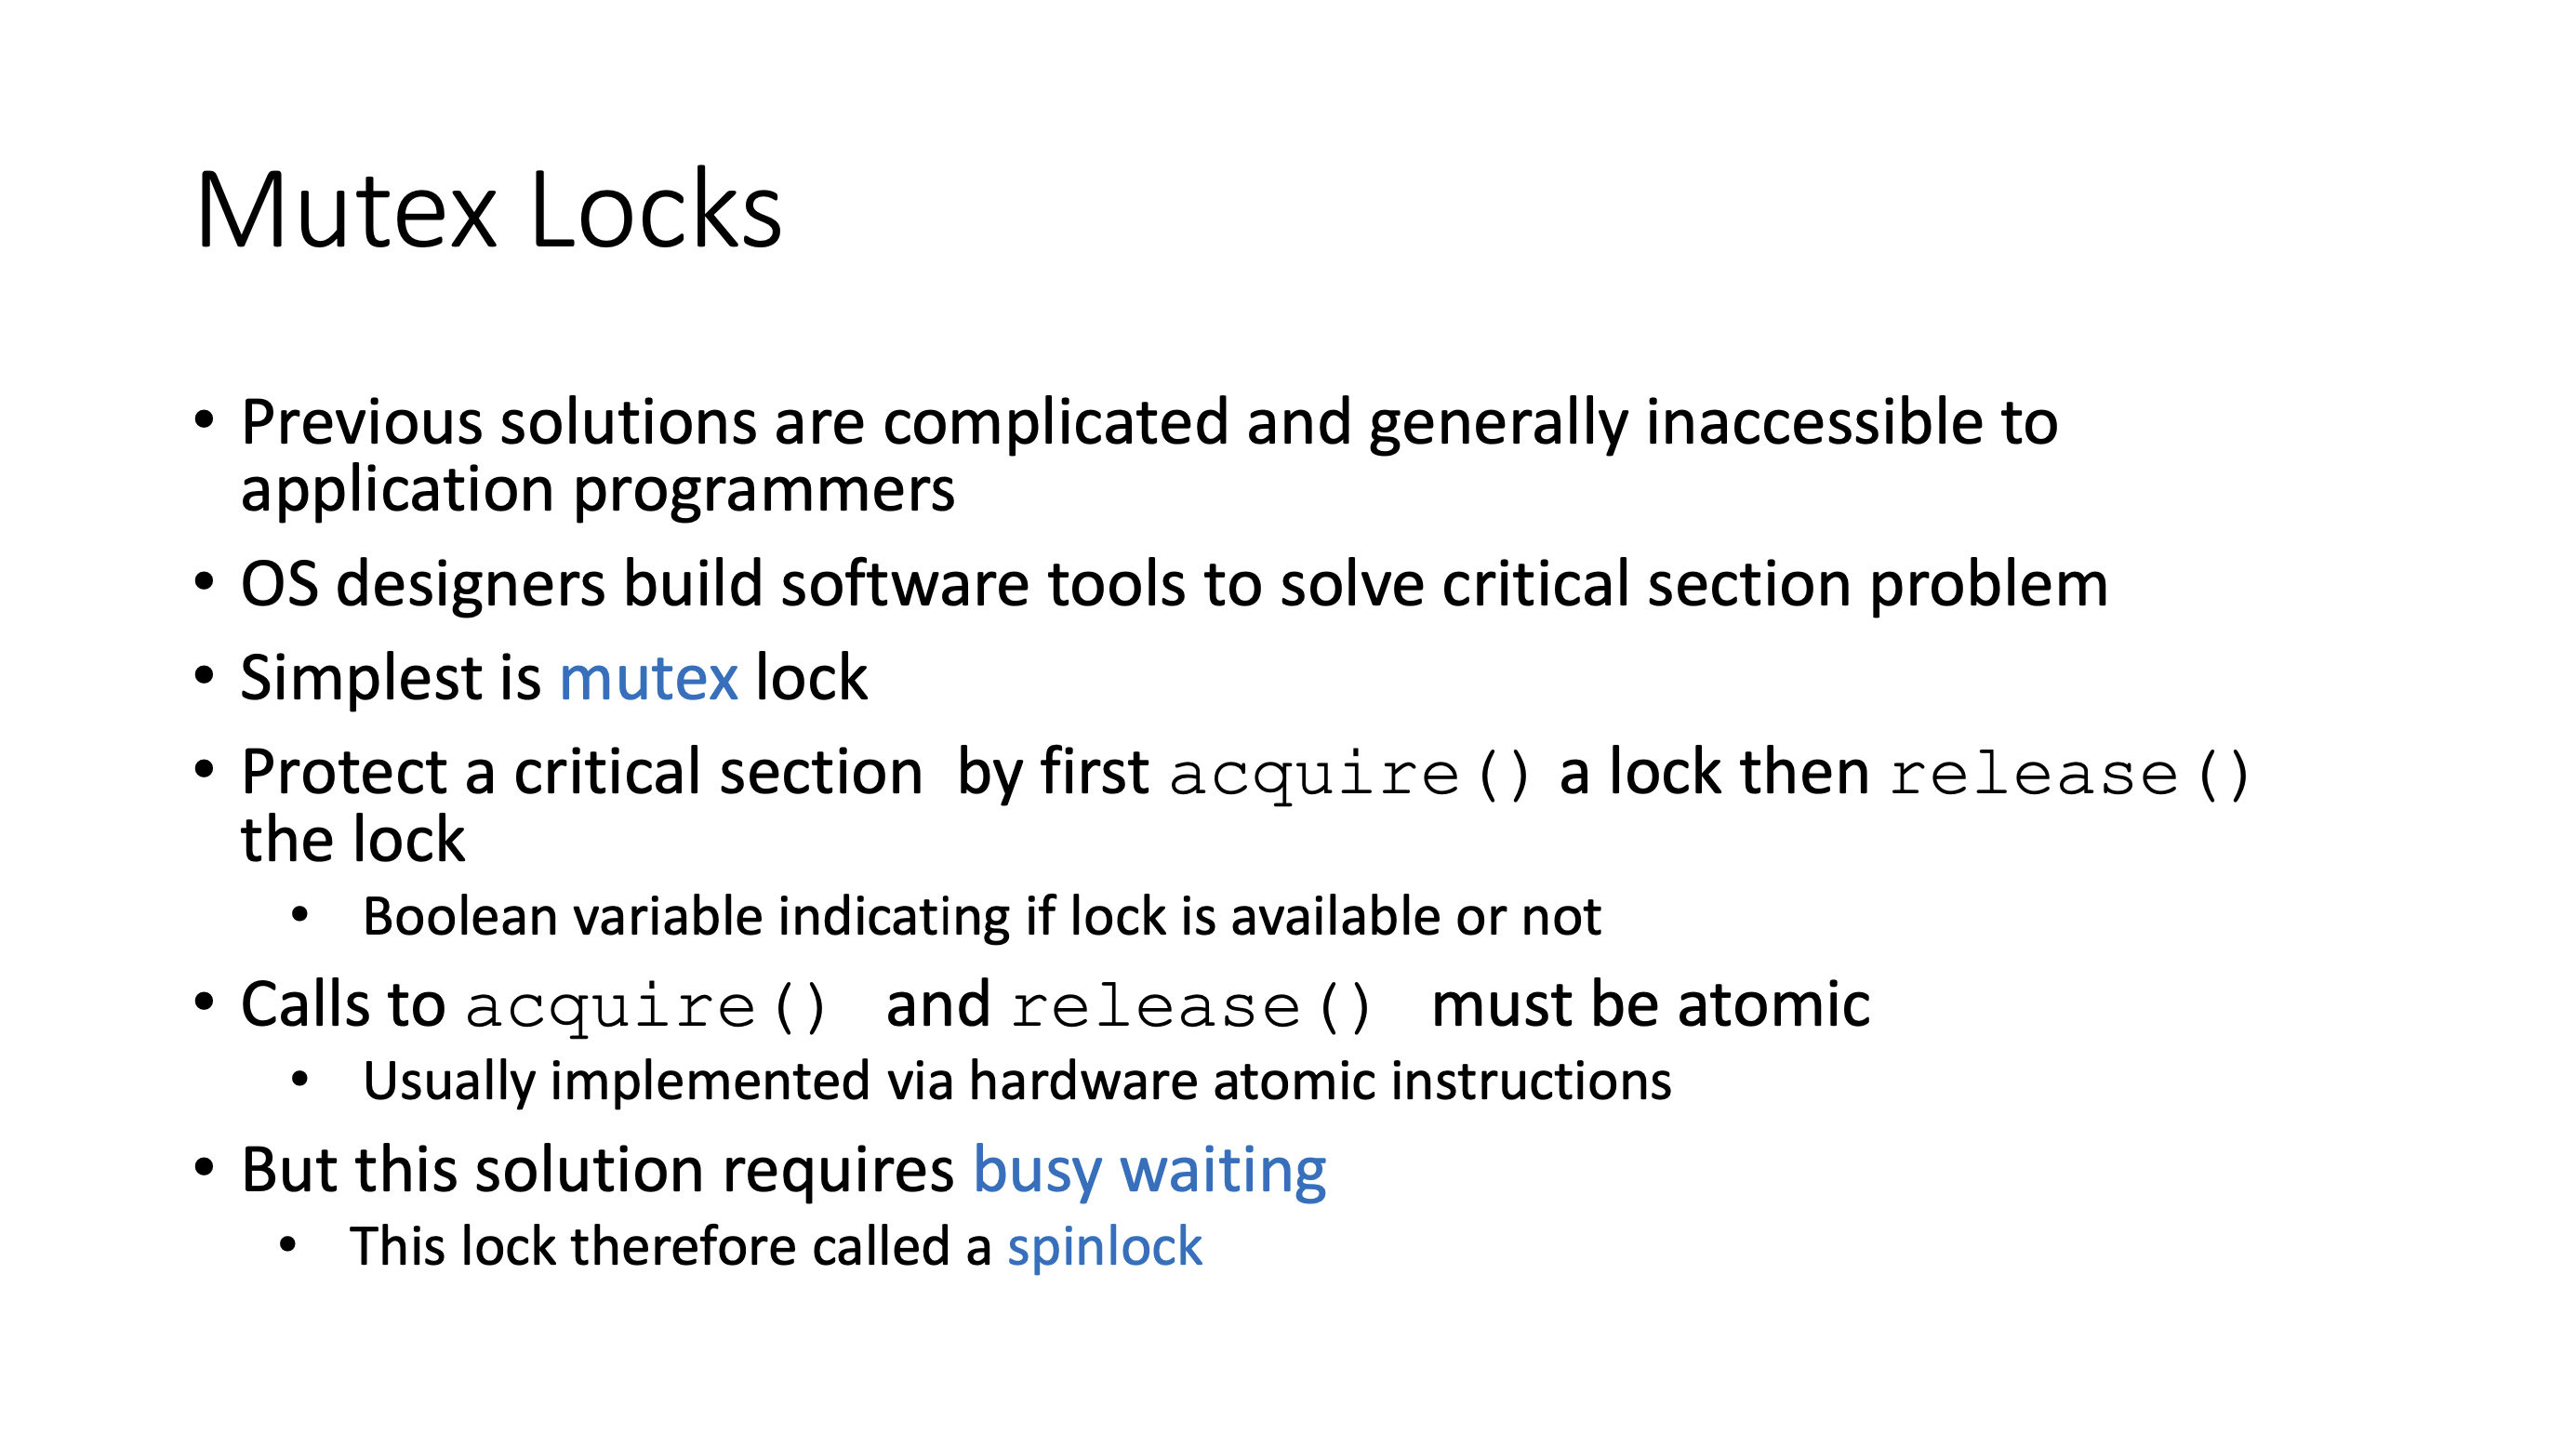 Mutex Locks
• Previous solutions are complicated and generally inaccessible to
application programmers
• OS designers build software tools to solve critical section problem
• Simplest is mutex lock
• Protect a critical section  by first acquire() a lock then release()
the lock
• Boolean variable indicating if lock is available or not
• Calls to acquire()  and release()  must be atomic
• Usually implemented via hardware atomic instructions
• But this solution requires busy waiting
• This lock therefore called a spinlock